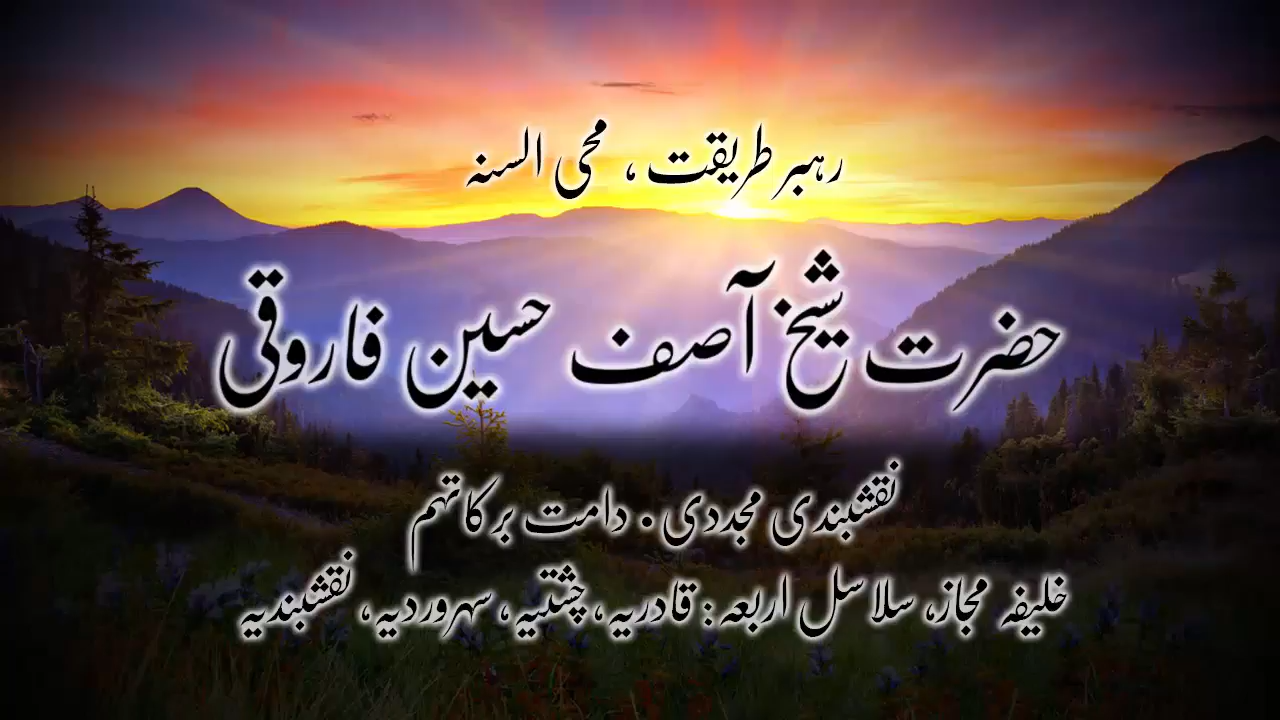 رہبر طریقت، محی السنہ
حضرت شیخ آصف حسین فاروقی
نقشبندی مجددی۔ دامت برکاتہم
خلیفہ مجاز، سلاسل اربعہ: قادریہ، چشتیہ، سہروردیہ، نقشبندیہ